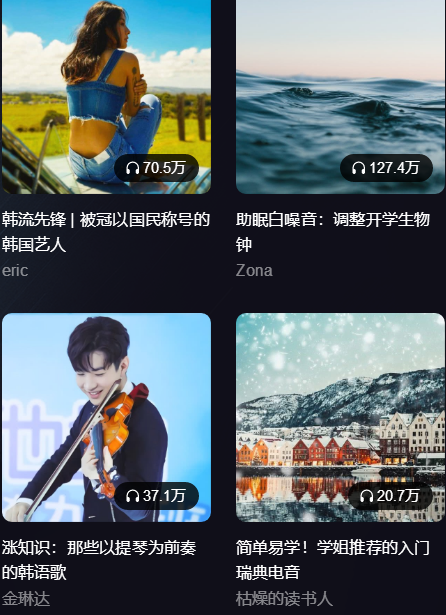 70.5万
127.4万
韩流先锋 | 被冠以国民称号的
韩国艺人
eric
助眠白噪音：调整开学生物
钟
Zona
37.1万
20.7万
涨知识：那些以提琴为前奏
的韩语歌
金琳达
简单易学！学姐推荐的入门
瑞典电音
枯燥的读书人